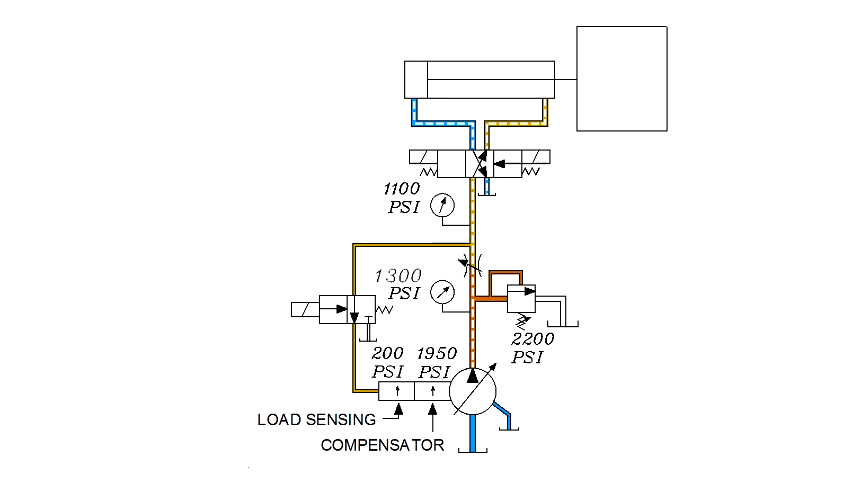 1100
PSI
1300
PSI
2200
PSI
200 1950
PSI PSI
LOAD SENSING
COMPENSATOR